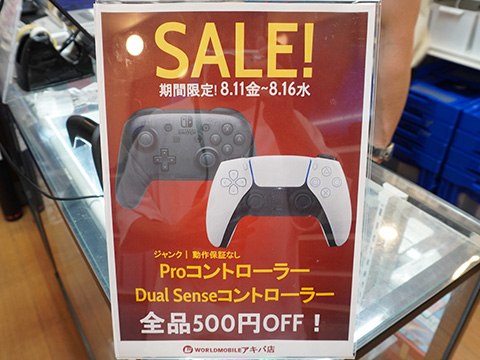 SALE!
期間限定! 8.11金~8.16水
ジャンク | 動作保証なし
Proコントローラー
Dual Senseコントローラー
全品500円OFF!
WORLDMOBILEアキバ店